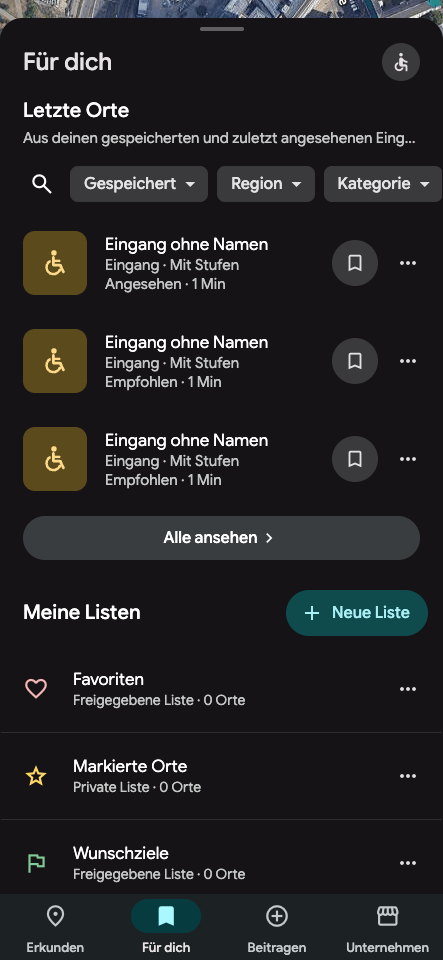 Für dich
Letzte Orte
Aus deinen gespeicherten und zuletzt angesehenen Eing...
Gespeichert
Region
Kategorie
Eingang ohne Namen
Eingang · Mit Stufen
Angesehen · 1 Min
Eingang ohne Namen
Eingang · Mit Stufen
Empfohlen · 1 Min
Eingang ohne Namen
Eingang · Mit Stufen
Empfohlen · 1 Min
Alle ansehen
Meine Listen
Neue Liste
Favoriten
Freigegebene Liste · 0 Orte
Markierte Orte
Private Liste · 0 Orte
Wunschziele
Freigegebene Liste · 0 Orte
Erkunden
Für dich
Beitragen
Unternehmen